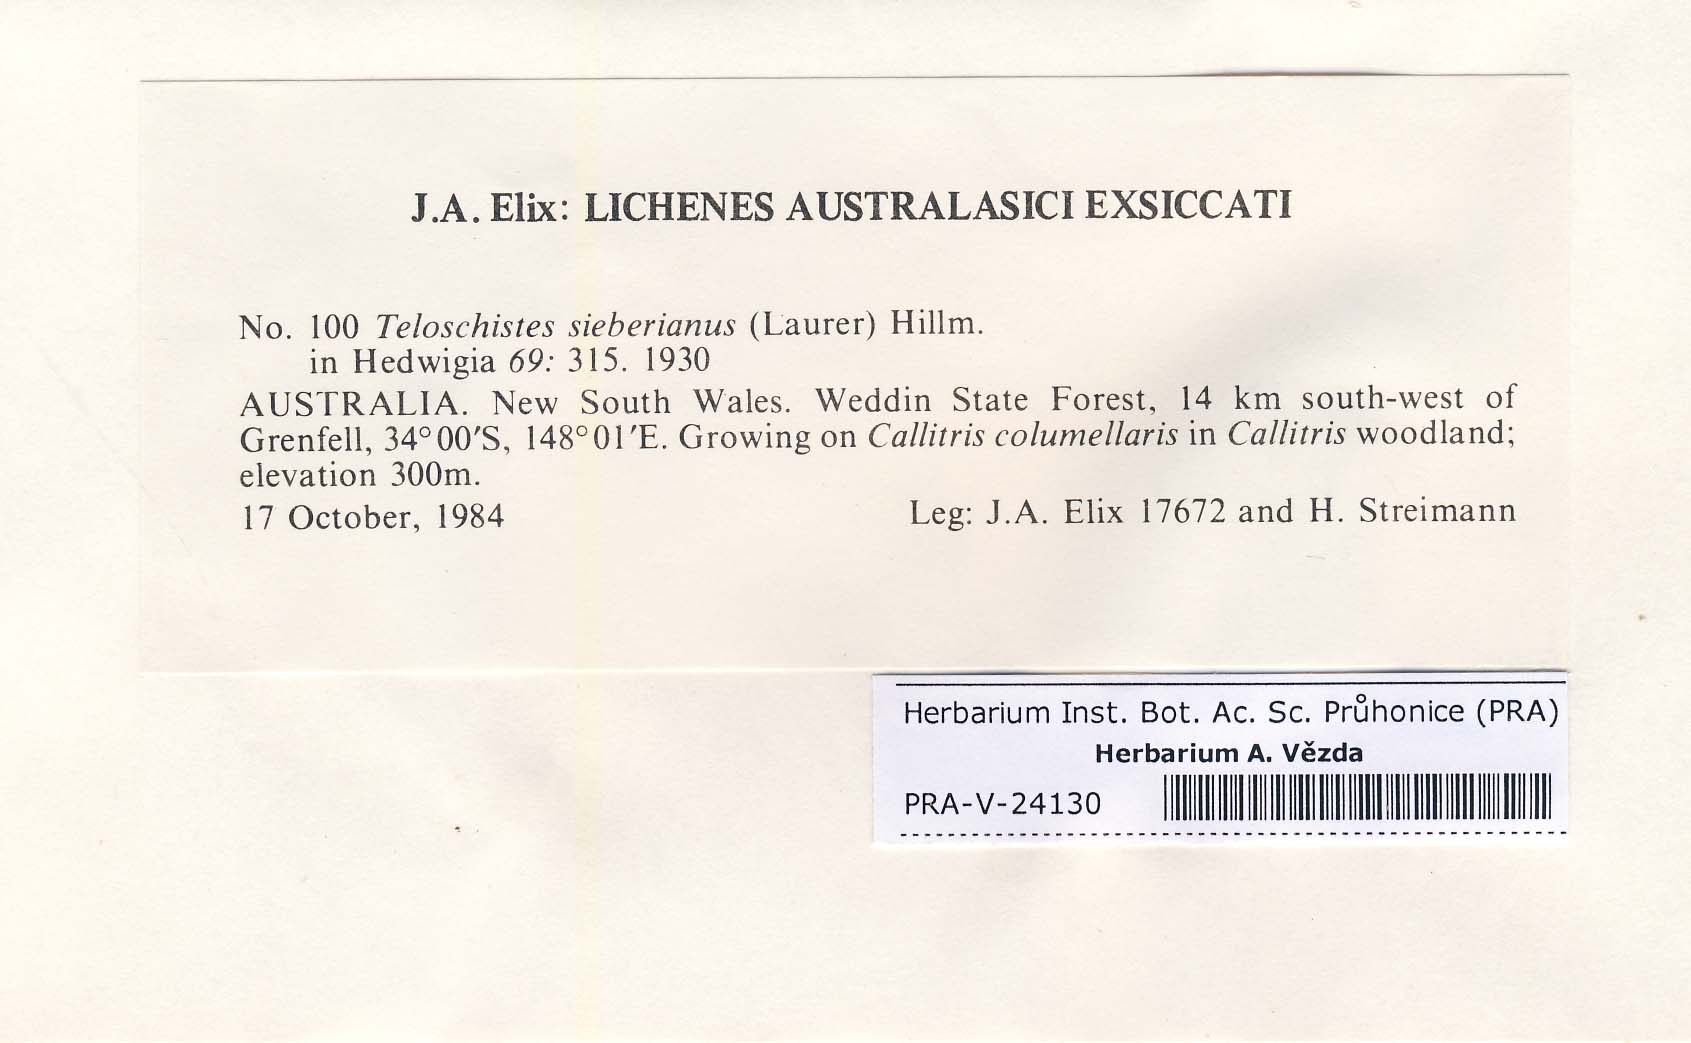 J.A. Elix: LICHENES AUSTRALASICI EXSICCATI
No. 100 Teloschistes sieberianus (Laurer) Hillm.
in Hedwigia 69: 315. 1930
AUSTRALIA. New South Wales. Weddin State Forest, 14 km south-west of
Grenfell, 34°00'S, 148°01'E. Growing on Callitris columellaris in Callitris woodland;
elevation 300m.
17 October, 1984 Leg: J.A. Elix 17672 and H. Streimann
Herbarium Inst. Bot. Ac. Sc. Průhonice (PRA)
Herbarium A. Vězda
PRA-V-24130